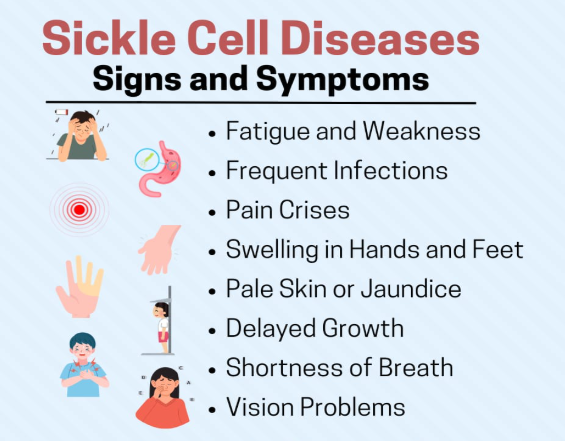 Sickle Cell Diseases
Signs and Symptoms
• Fatigue and Weakness
• Frequent Infections
• Pain Crises
• Swelling in Hands and Feet
• Pale Skin or Jaundice
• Delayed Growth
• Shortness of Breath
• Vision Problems